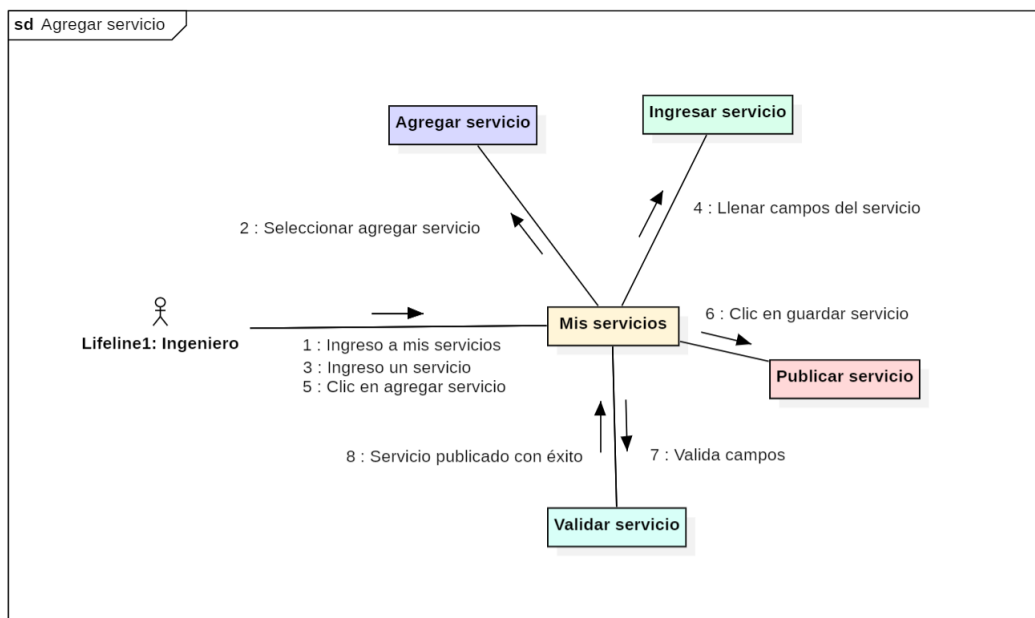 sd Agregar servicio
Agregar servicio
Ingresar servicio
2 : Seleccionar agregar servicio
4 : Llenar campos del servicio
Lifeline1: Ingeniero
Mis servicios
1 : Ingreso a mis servicios
3 : Ingreso un servicio
5 : Clic en agregar servicio
6 : Clic en guardar servicio
Publicar servicio
8 : Servicio publicado con éxito
7 : Valida campos
Validar servicio